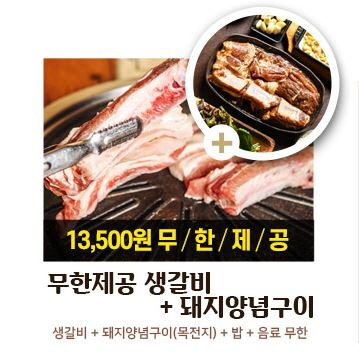 +
13,500원 무/한/제/공
무한제공 생갈비
+ 돼지양념구이
생갈비 + 돼지양념구이(목전지) + 밥 + 음료 무한